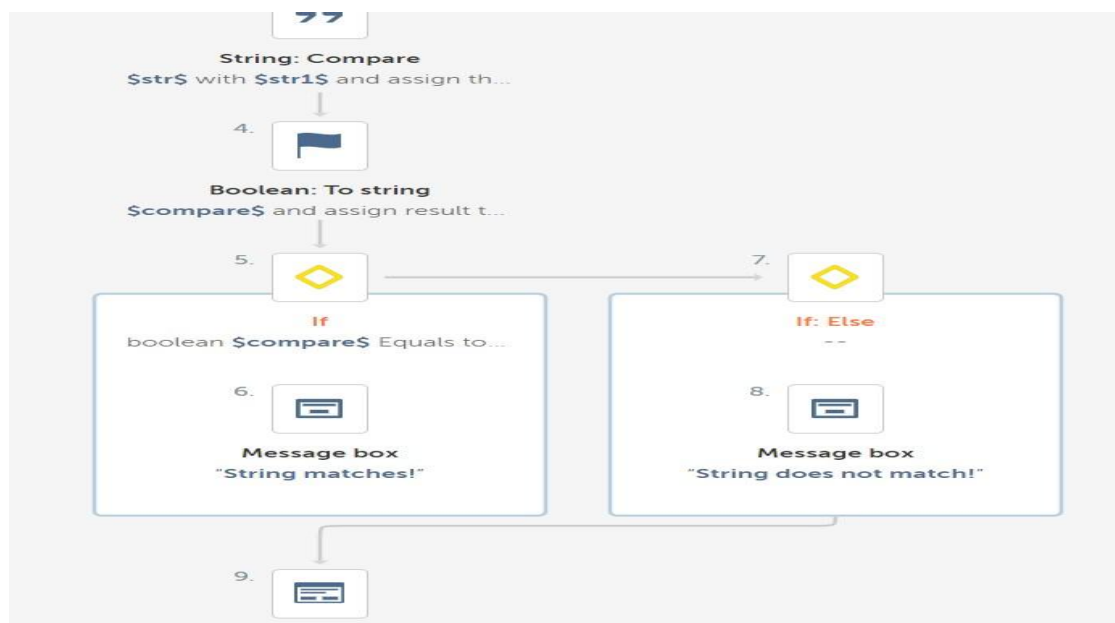 String: Compare
$str$ with $str1$ and assign th...
4.
Boolean: To string
$compare$ and assign result t...
5.
7.
If
boolean $compare$ Equals to...
If: Else
--
6.
Message box
"String matches!"
8.
Message box
"String does not match!"
9.